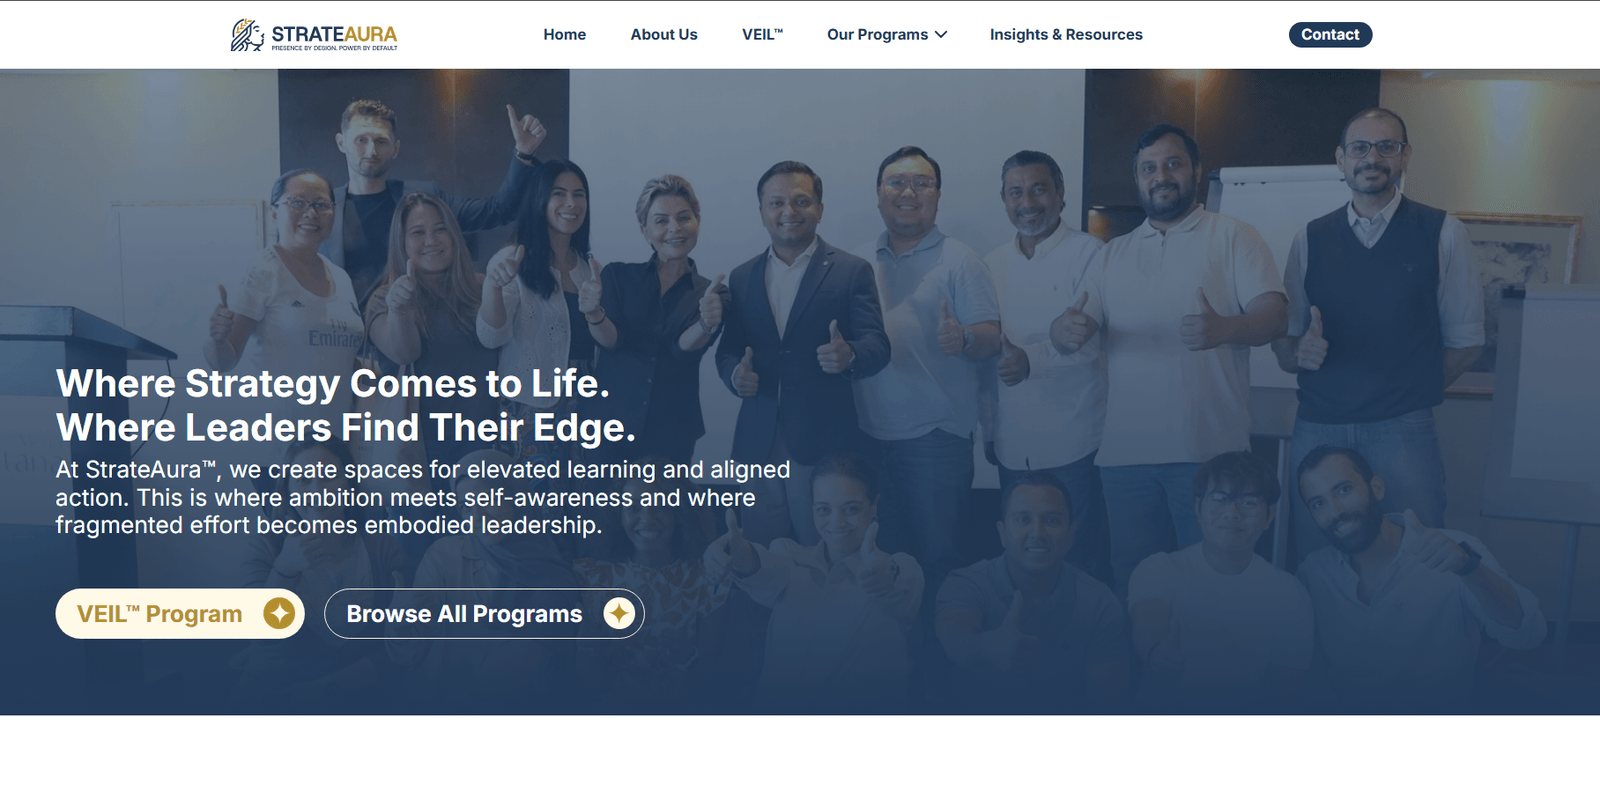 STRATEAURA
PRESENCE BY DESIGN. POWER BY DEFAULT
Home
About Us
VEIL™
Our Programs
Insights & Resources
Contact
Where Strategy Comes to Life.
Where Leaders Find Their Edge.
At StrateAura™, we create spaces for elevated learning and aligned
action. This is where ambition meets self-awareness and where
fragmented effort becomes embodied leadership.
VEIL™ Program
Browse All Programs